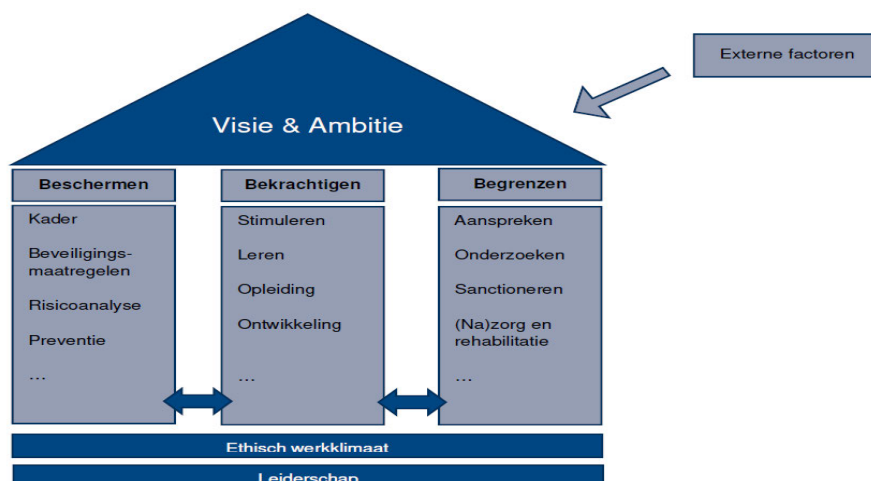 Externe factoren
Visie & Ambitie
Beschermen
Kader
Beveiligings-
maatregelen
Risicoanalyse
Preventie
...
Bekrachtigen
Stimuleren
Leren
Opleiding
Ontwikkeling
...
Begrenzen
Aanspreken
Onderzoeken
Sanctioneren
(Na)zorg en
rehabilitatie
...
Ethisch werkklimaat
Leiderschap